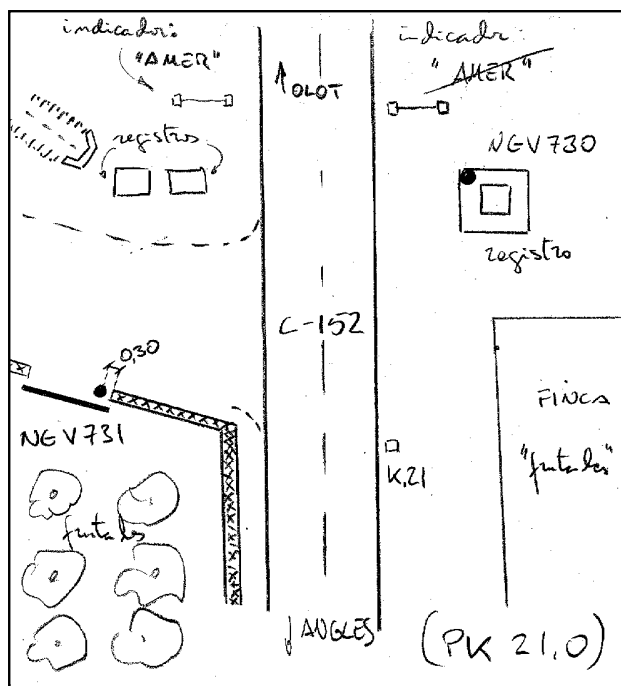 indicador:
"AMER"
↑OLOT
indicador:
"AMER"
registros
NGV730
registro
C-152
0,30
NGV731
K.21
FINCA
"frutales"
frutales
↓ANGLES
(PK 21,0)